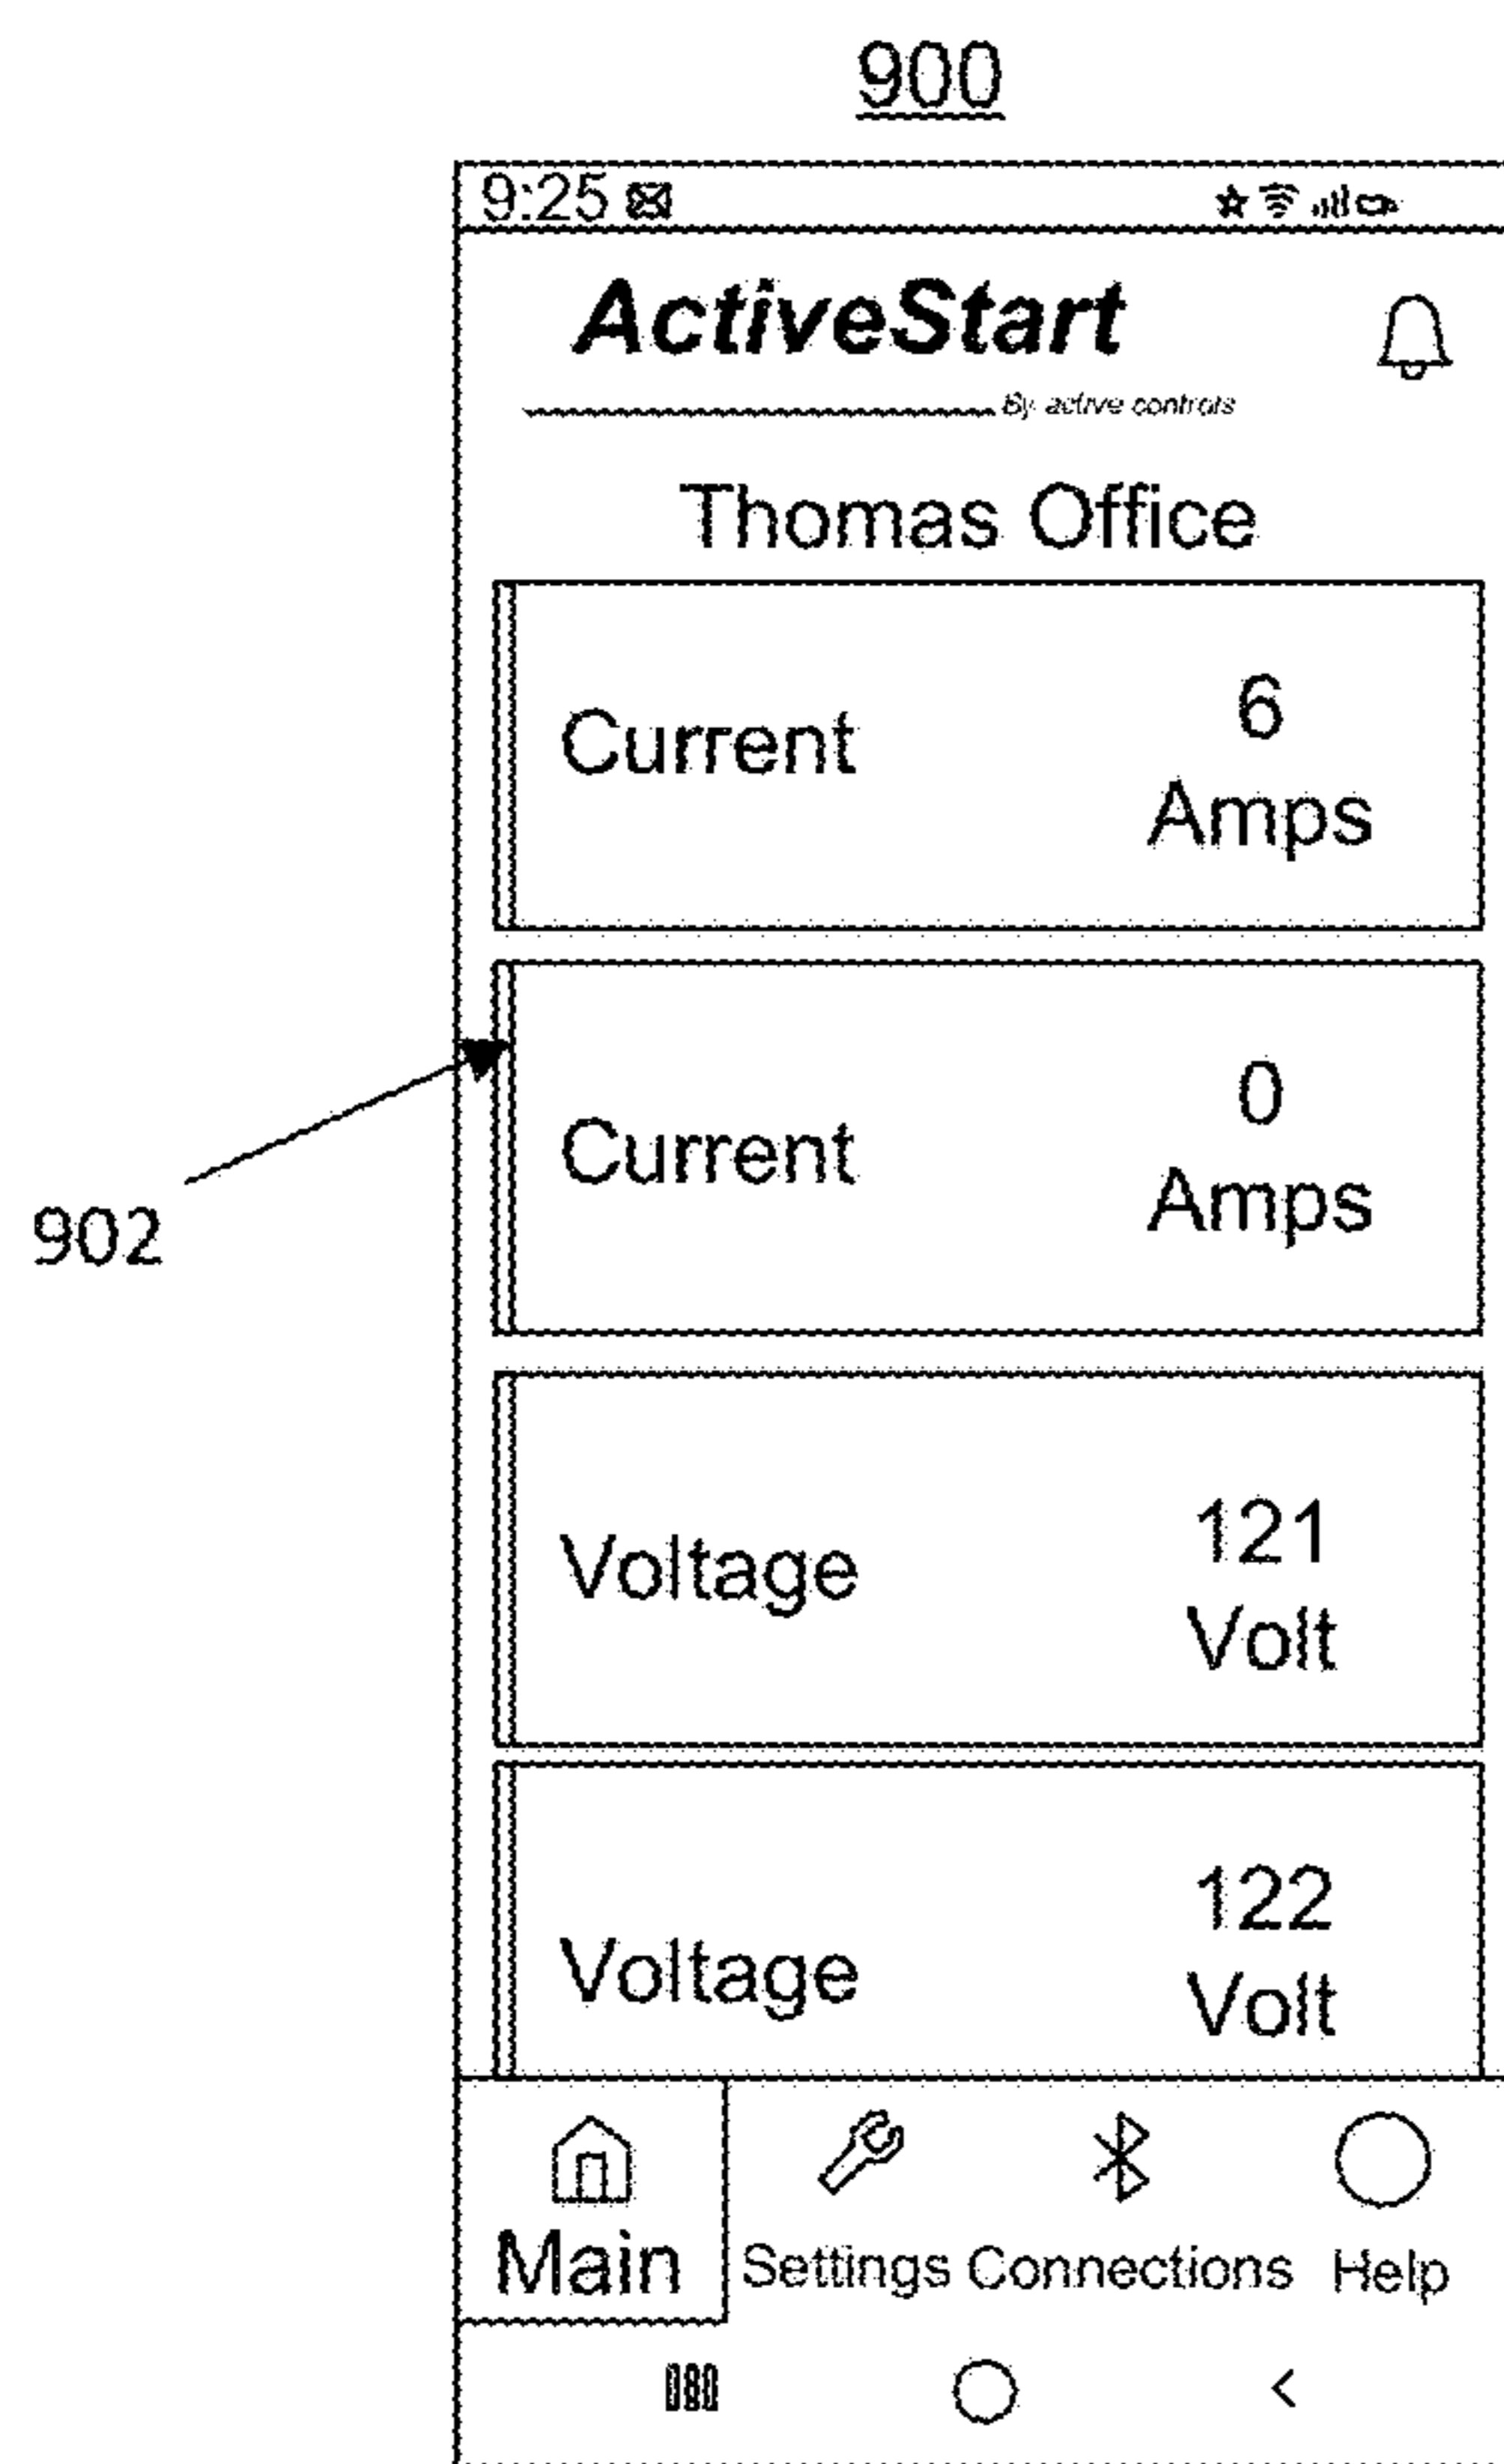 900
9:25
ActiveStart
By active controls
Thomas Office
Current
6
Amps
902
Current
0
Amps
Voltage
121
Volt
Voltage
122
Volt
Main Settings Connections Help